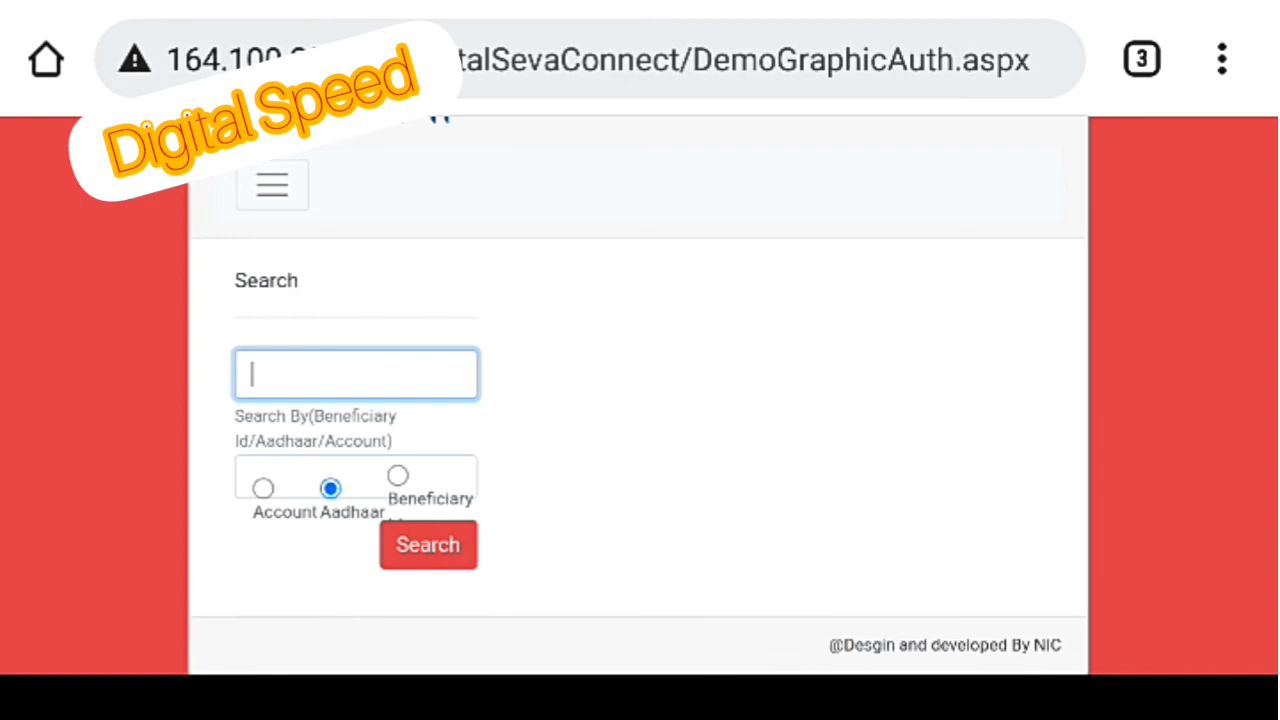 164.100.
talSevaConnect/DemoGraphicAuth.aspx
3
Digital Speed
Search
Search By(Beneficiary
Id/Aadhaar/Account)
Account Aadhaar Beneficiary
Search
@Desgin and developed By NIC